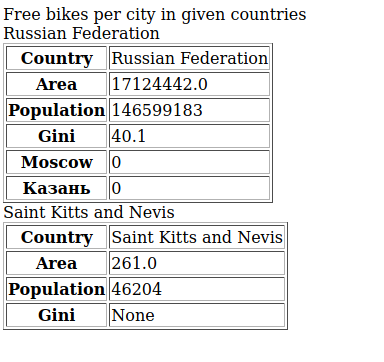 Free bikes per city in given countries
Russian Federation
Country Russian Federation
Area 17124442.0
Population 146599183
Gini 40.1
Moscow 0
Казань 0
Saint Kitts and Nevis
Country Saint Kitts and Nevis
Area 261.0
Population 46204
Gini None